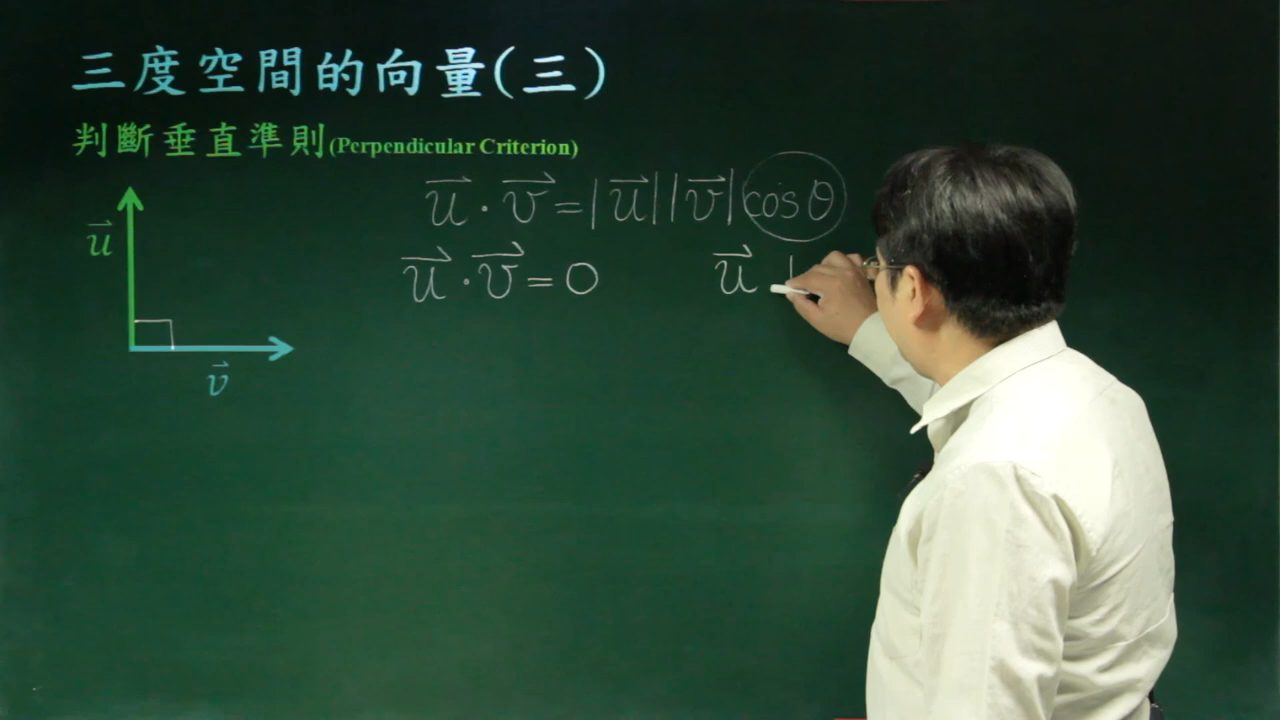 三度空間的向量(三)
判斷垂直準則(Perpendicular Criterion)
u⃗ · v⃗ = |u⃗||v⃗|cosθ
u⃗
u⃗ · v⃗ = 0 u⃗
v⃗